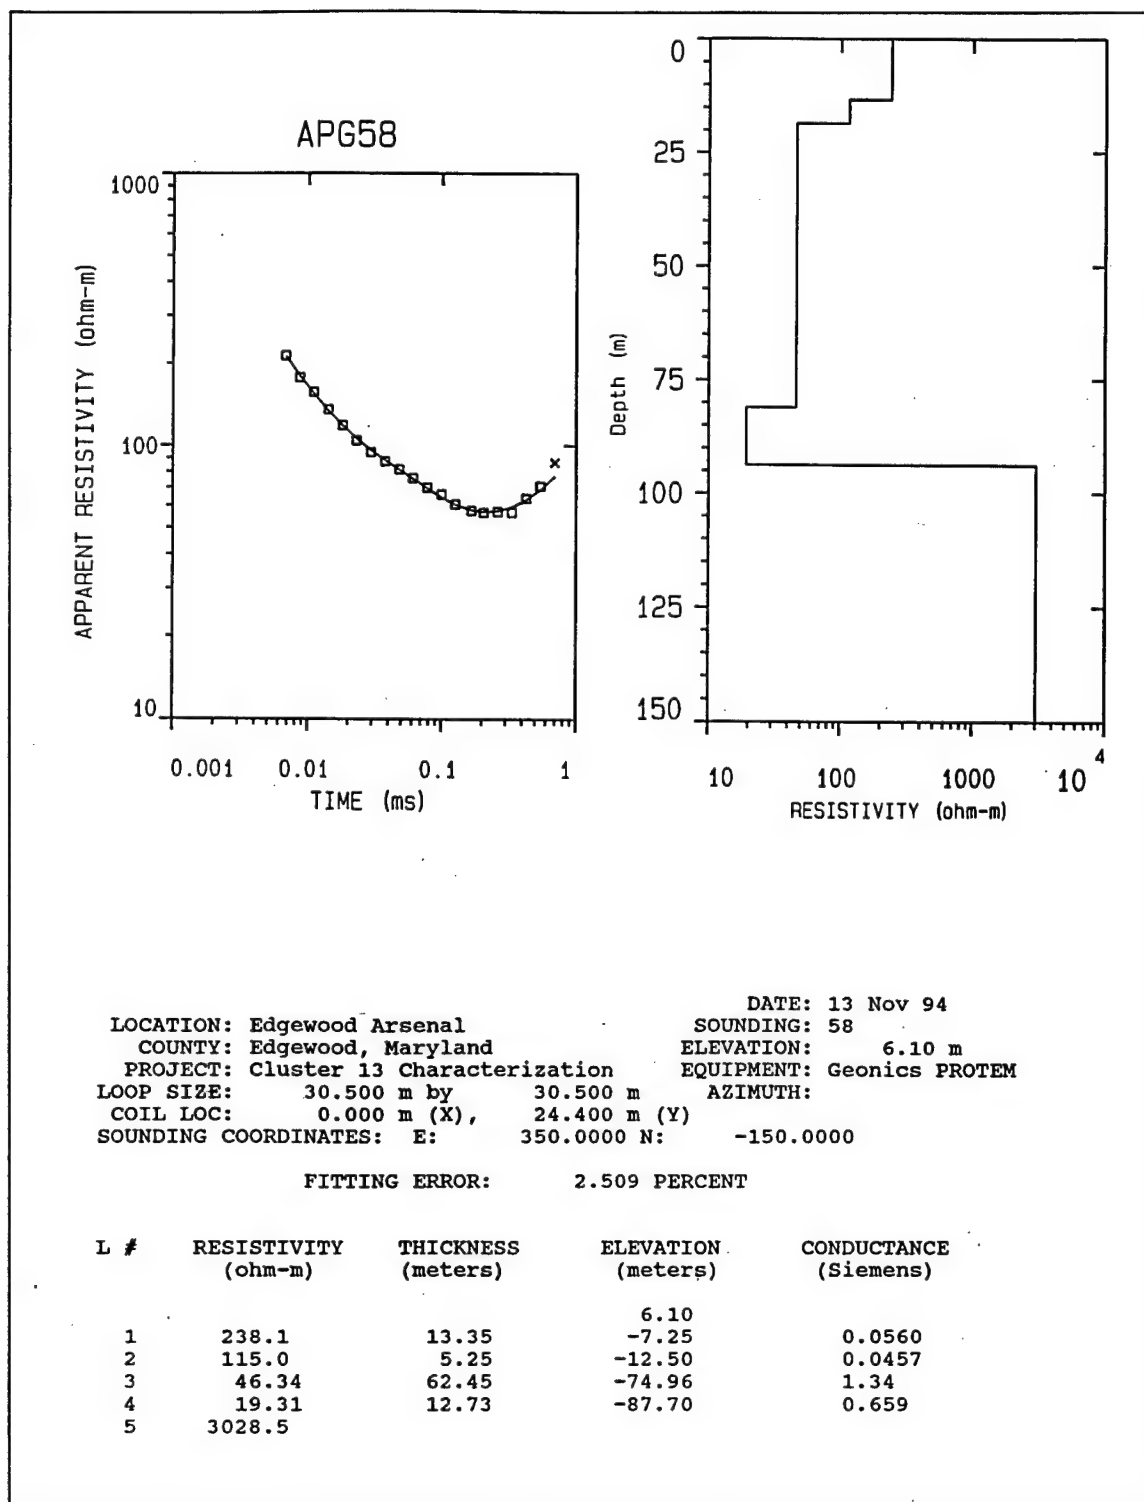 APG58
1000
100
10
APPARENT RESISTIVITY (ohm-m)
0.001 0.01 0.1 1
TIME (ms)
0
25
50
75
100
125
150
Depth (m)
10 100 1000 10^4
RESISTIVITY (ohm-m)
DATE: 13 Nov 94
LOCATION: Edgewood Arsenal SOUNDING: 58
COUNTY: Edgewood, Maryland ELEVATION: 6.10 m
PROJECT: Cluster 13 Characterization EQUIPMENT: Geonics PROTEM
LOOP SIZE: 30.500 m by 30.500 m AZIMUTH:
COIL LOC: 0.000 m (X), 24.400 m (Y)
SOUNDING COORDINATES: E: 350.0000 N: -150.0000
FITTING ERROR: 2.509 PERCENT
L # RESISTIVITY THICKNESS ELEVATION CONDUCTANCE
(ohm-m) (meters) (meters) (Siemens)
6.10
1 238.1 13.35 -7.25 0.0560
2 115.0 5.25 -12.50 0.0457
3 46.34 62.45 -74.96 1.34
4 19.31 12.73 -87.70 0.659
5 3028.5